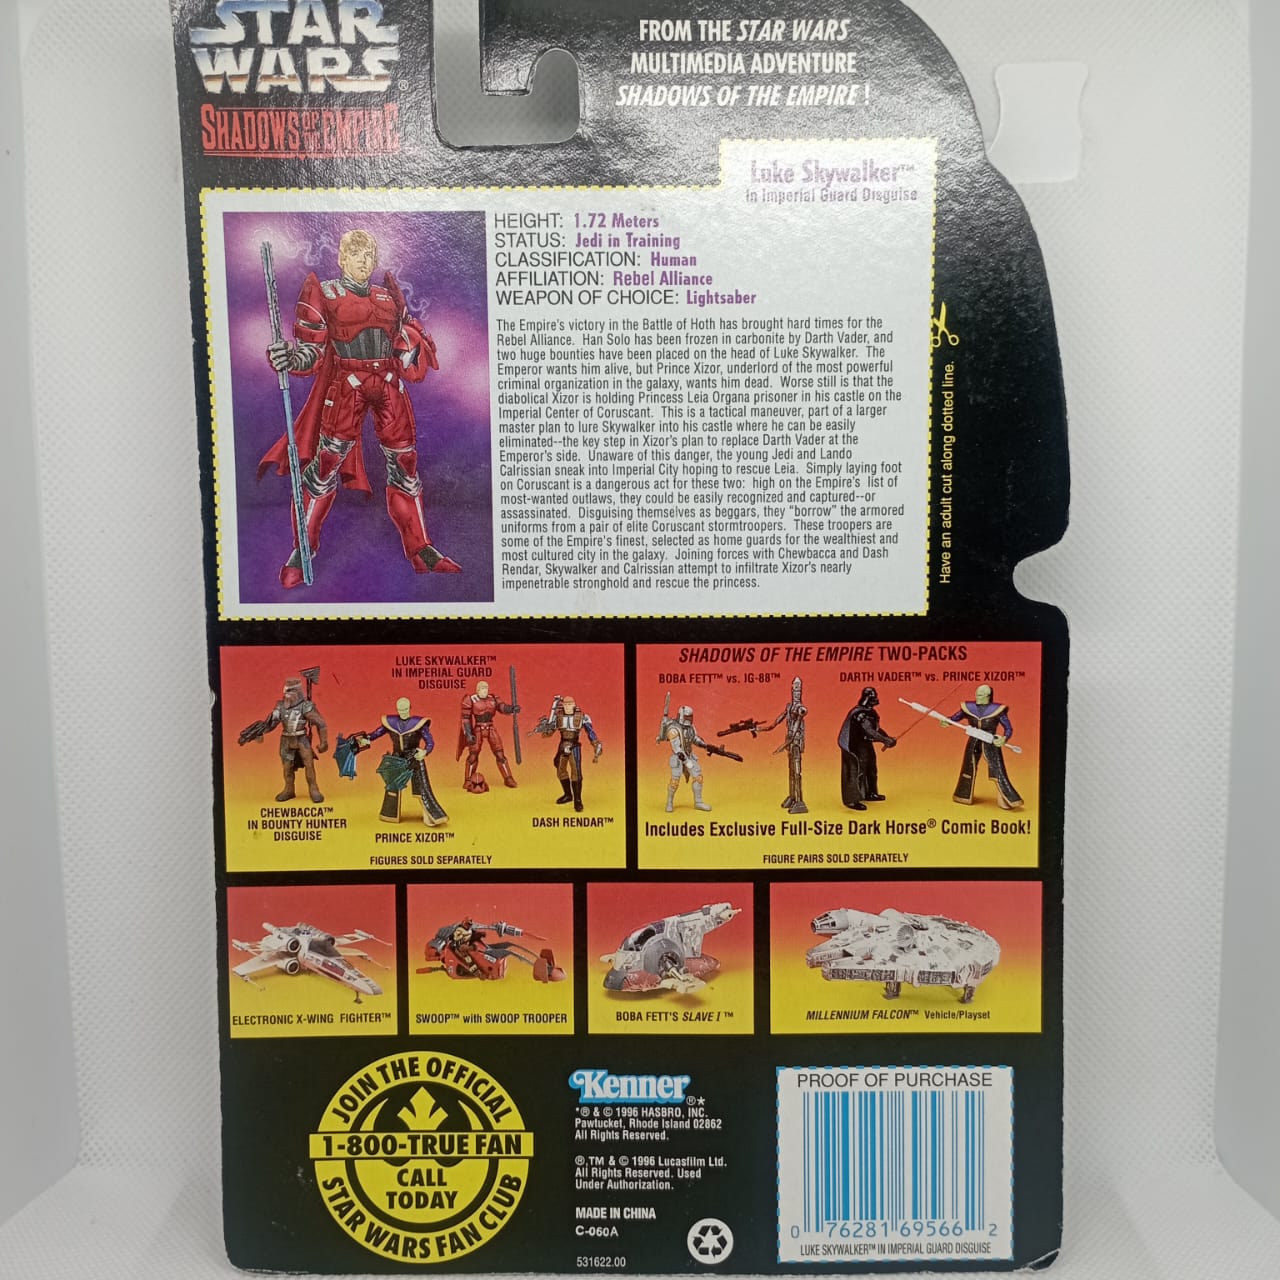 STAR
WARS®
SHADOWS OF THE EMPIRE
FROM THE STAR WARS
MULTIMEDIA ADVENTURE
SHADOWS OF THE EMPIRE !
Luke Skywalker™
in Imperial Guard Disguise
HEIGHT: 1.72 Meters
STATUS: Jedi in Training
CLASSIFICATION: Human
AFFILIATION: Rebel Alliance
WEAPON OF CHOICE: Lightsaber
The Empire's victory in the Battle of Hoth has brought hard times for the
Rebel Alliance. Han Solo has been frozen in carbonite by Darth Vader, and
two huge bounties have been placed on the head of Luke Skywalker. The
Emperor wants him alive, but Prince Xizor, underlord of the most powerful
criminal organization in the galaxy, wants him dead. Worse still is that the
diabolical Xizor is holding Princess Leia Organa prisoner in his castle on the
Imperial Center of Coruscant. This is a tactical maneuver, part of a larger
master plan to lure Skywalker into his castle where he can be easily
eliminated--the key step in Xizor's plan to replace Darth Vader at the
Emperor's side. Unaware of this danger, the young Jedi and Lando
Calrissian sneak into Imperial City hoping to rescue Leia. Simply laying foot
on Coruscant is a dangerous act for these two: high on the Empire's list of
most-wanted outlaws, they could be easily recognized and captured--or
assassinated. Disguising themselves as beggars, they "borrow" the armored
uniforms from a pair of elite Coruscant stormtroopers. These troopers are
some of the Empire's finest, selected as home guards for the wealthiest and
most cultured city in the galaxy. Joining forces with Chewbacca and Dash
Rendar, Skywalker and Calrissian attempt to infiltrate Xizor's nearly
impenetrable stronghold and rescue the princess.
Have an adult cut along dotted line.
LUKE SKYWALKER™
IN IMPERIAL GUARD
DISGUISE
CHEWBACCA™
IN BOUNTY HUNTER
DISGUISE
PRINCE XIZOR™
DASH RENDAR™
FIGURES SOLD SEPARATELY
SHADOWS OF THE EMPIRE TWO-PACKS
BOBA FETT™ vs. IG-88™
DARTH VADER™ vs. PRINCE XIZOR™
Includes Exclusive Full-Size Dark Horse® Comic Book!
FIGURE PAIRS SOLD SEPARATELY
ELECTRONIC X-WING FIGHTER™
SWOOP™ with SWOOP TROOPER
BOBA FETT'S SLAVE I ™
MILLENNIUM FALCON™ Vehicle/Playset
JOIN THE OFFICIAL
1-800-TRUE FAN
CALL
TODAY
STAR WARS FAN CLUB
Kenner®*
*® & © 1996 HASBRO, INC.
Pawtucket, Rhode Island 02862
All Rights Reserved.
®,TM & © 1996 Lucasfilm Ltd.
All Rights Reserved. Used
Under Authorization.
MADE IN CHINA
C-060A
531622.00
PROOF OF PURCHASE
0 76281 69566 2
LUKE SKYWALKER™ IN IMPERIAL GUARD DISGUISE